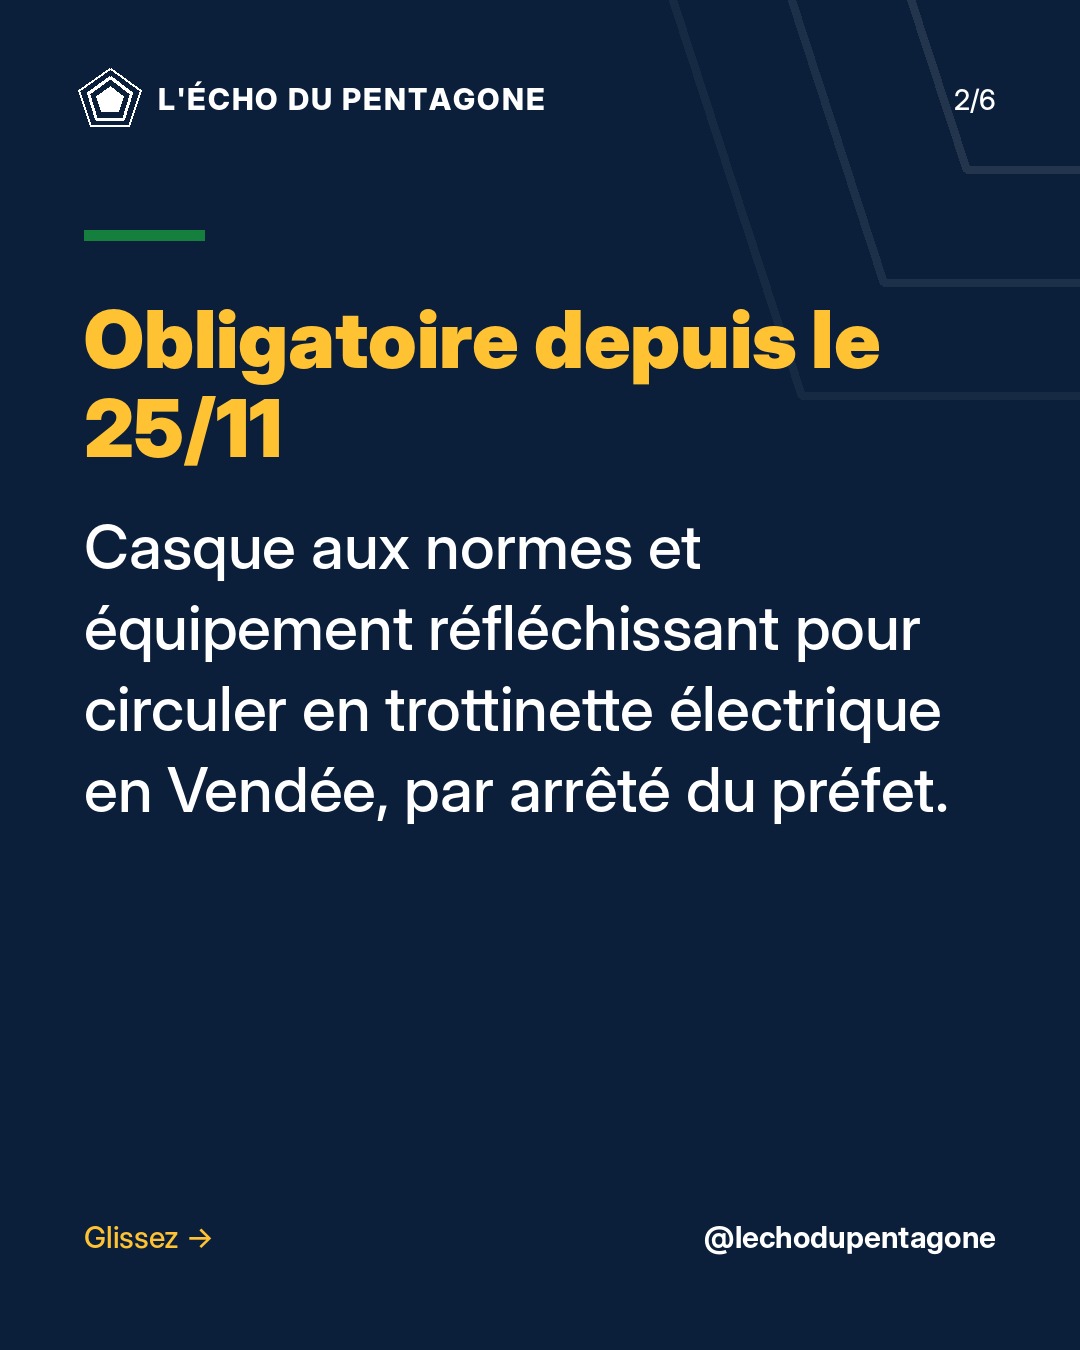 L'ÉCHO DU PENTAGONE
2/6
Obligatoire depuis le
25/11
Casque aux normes et
équipement réfléchissant pour
circuler en trottinette électrique
en Vendée, par arrêté du préfet.
Glissez →
@lechodupentagone